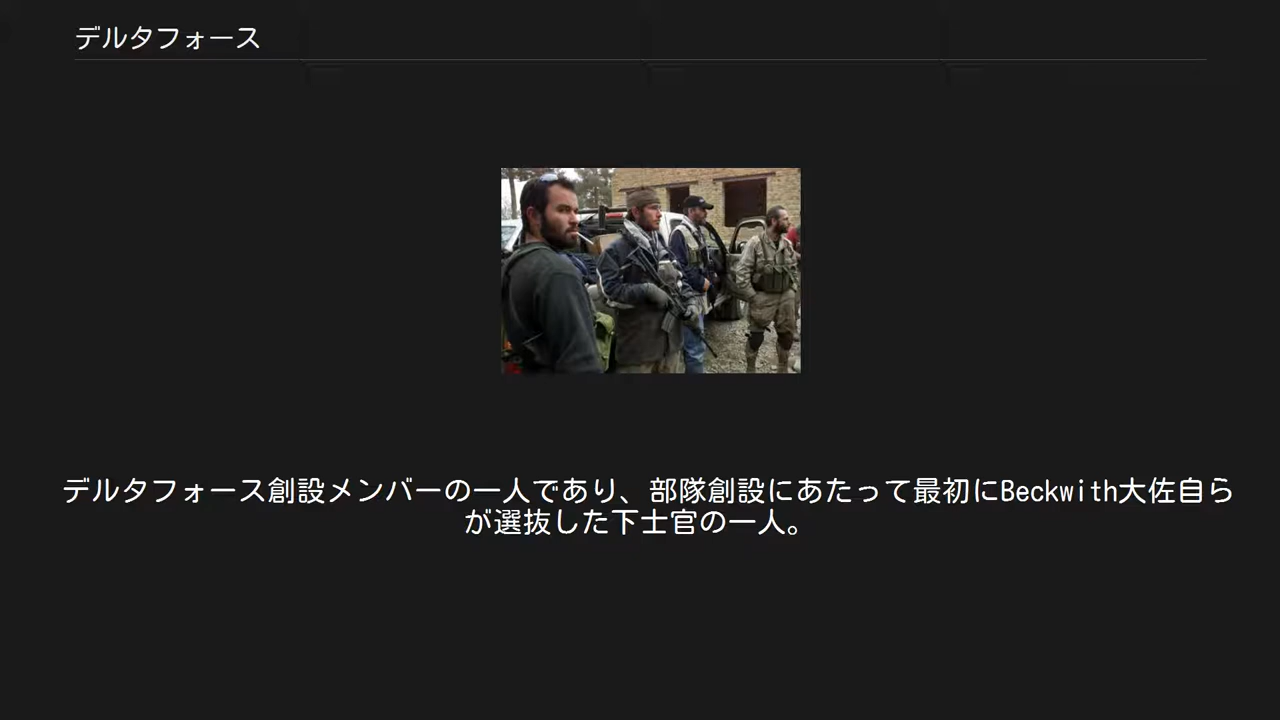 デルタフォース
デルタフォース創設メンバーの一人であり、部隊創設にあたって最初にBeckwith大佐自ら
が選抜した下士官の一人。